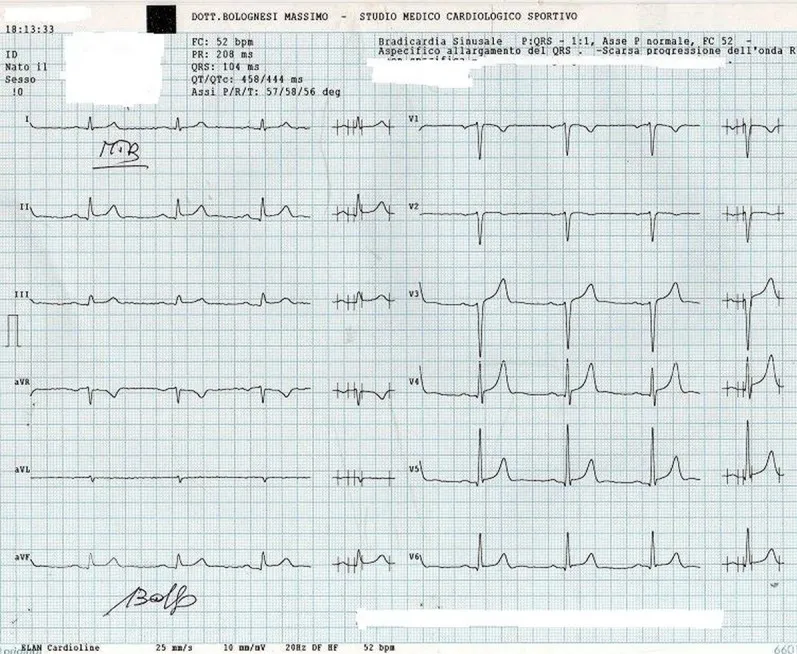 DOTT.BOLOGNESI MASSIMO - STUDIO MEDICO CARDIOLOGICO SPORTIVO
18:13:33
ID
Nato il
Sesso
!0
FC: 52 bpm
PR: 208 ms
QRS: 104 ms
QT/QTc: 458/444 ms
Assi P/R/T: 57/58/56 deg
Bradicardia Sinusale P:QRS - 1:1, Asse P normale, FC 52 -
Aspecifico allargamento del QRS . -Scarsa progressione dell'onda R
I
V1
II
V2
III
V3
aVR
V4
aVL
V5
aVF
V6
ELAN Cardioline 25 mm/s 10 mm/mV 20Hz DF HF 52 bpm
660